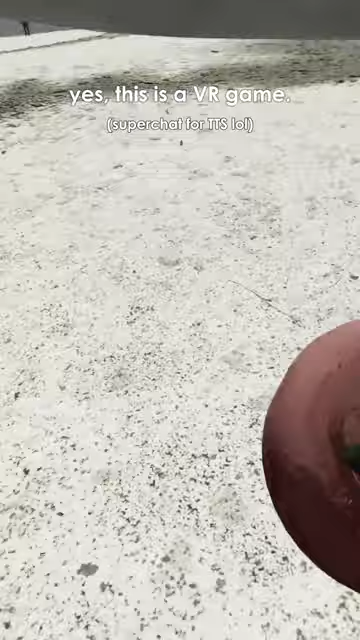 yes, this is a VR game.
(superchat for TTS lol)